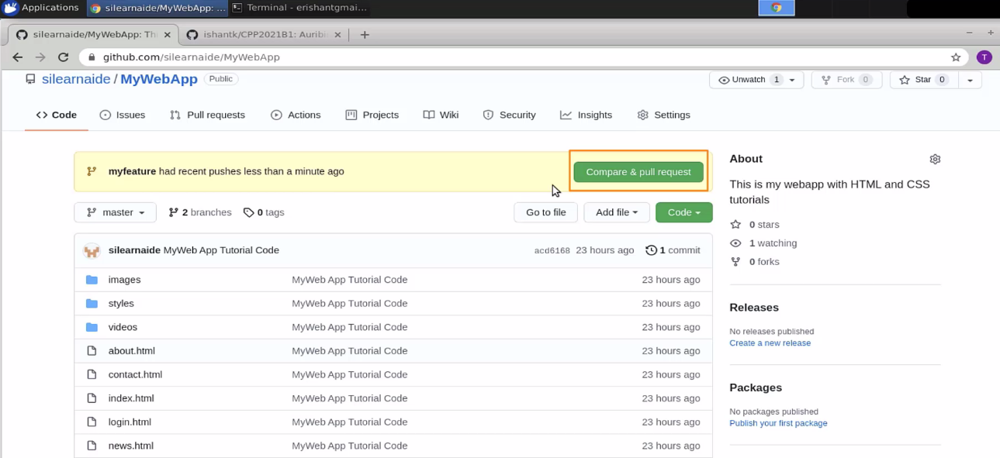 Applications silearnaide/MyWebApp: ... Terminal - erishantgmai...
silearnaide/MyWebApp: Thi ishantk/CPP2021B1: Auribi
github.com/silearnaide/MyWebApp T
silearnaide / MyWebApp Public Unwatch 1 Fork 0 Star 0
Code Issues Pull requests Actions Projects Wiki Security Insights Settings
myfeature had recent pushes less than a minute ago Compare & pull request
master 2 branches 0 tags Go to file Add file Code
silearnaide MyWeb App Tutorial Code acd6168 23 hours ago 1 commit
images MyWeb App Tutorial Code 23 hours ago
styles MyWeb App Tutorial Code 23 hours ago
videos MyWeb App Tutorial Code 23 hours ago
about.html MyWeb App Tutorial Code 23 hours ago
contact.html MyWeb App Tutorial Code 23 hours ago
index.html MyWeb App Tutorial Code 23 hours ago
login.html MyWeb App Tutorial Code 23 hours ago
news.html MyWeb App Tutorial Code 23 hours ago
About
This is my webapp with HTML and CSS
tutorials
0 stars
1 watching
0 forks
Releases
No releases published
Create a new release
Packages
No packages published
Publish your first package